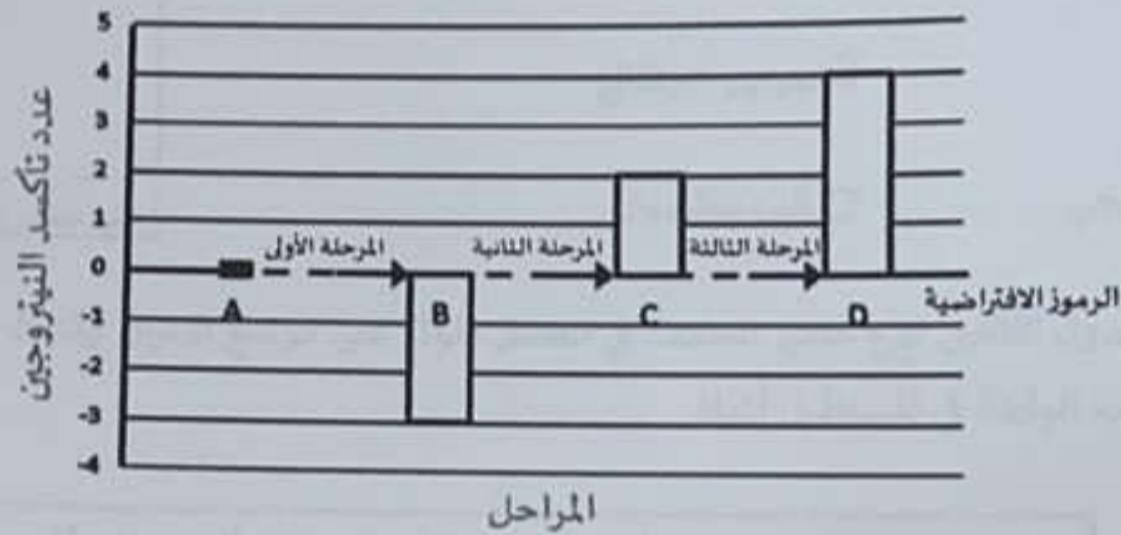 عدد تأكسد النيتروجين
5
4
3
2
1
0
-1
-2
-3
-4
المرحلة الأولى
المرحلة الثانية
المرحلة الثالثة
A
B
C
D
الرموز الافتراضية
المراحل